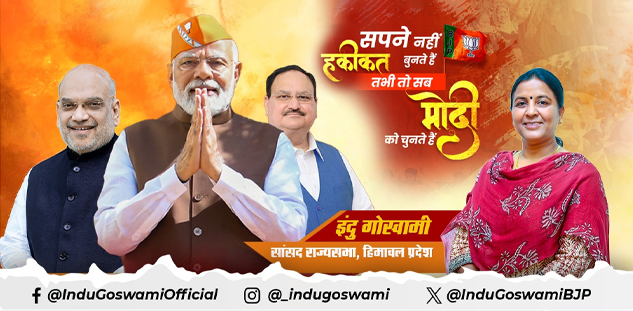 सपने नहीं
बुनते हैं
हकीकत
तभी तो सब
मोदी
को चुनते हैं
इंदु गोस्वामी
सांसद राज्यसभा, हिमाचल प्रदेश
@InduGoswamiOfficial
@_indugoswami
@InduGoswamiBJP